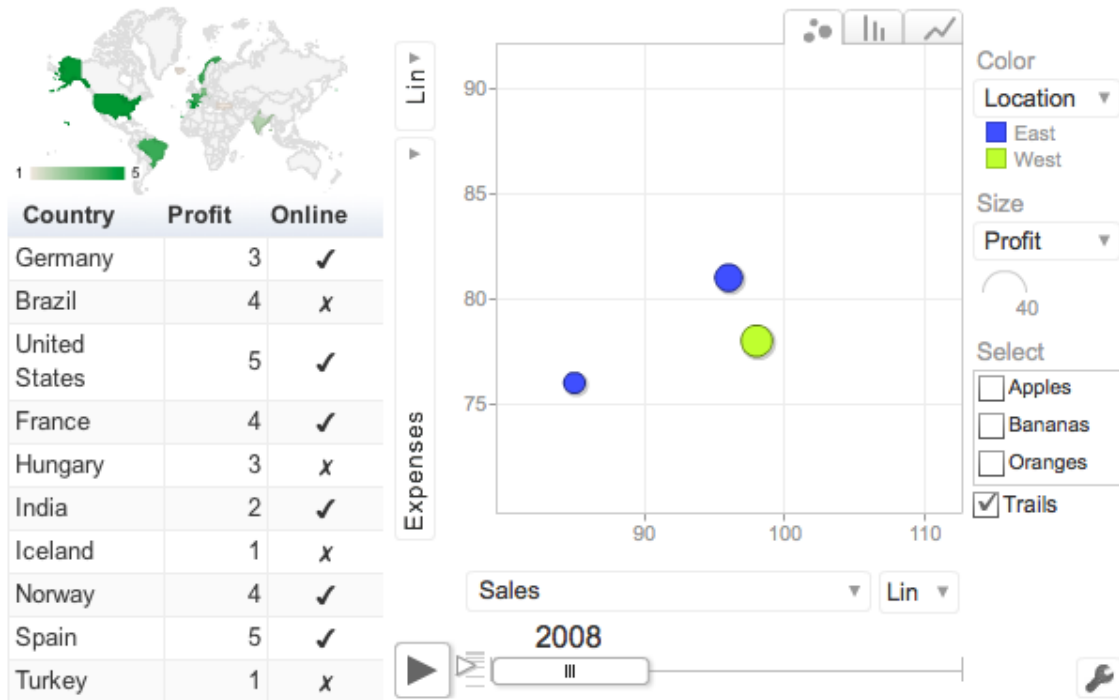 1 5
Country Profit Online
Germany 3 ✔
Brazil 4 ✗
United
States 5 ✔
France 4 ✔
Hungary 3 ✗
India 2 ✔
Iceland 1 ✗
Norway 4 ✔
Spain 5 ✔
Turkey 1 ✗
Lin
Expenses
90
85
80
75
90 100 110
Sales Lin
2008
Color
Location
East
West
Size
Profit
40
Select
Apples
Bananas
Oranges
Trails